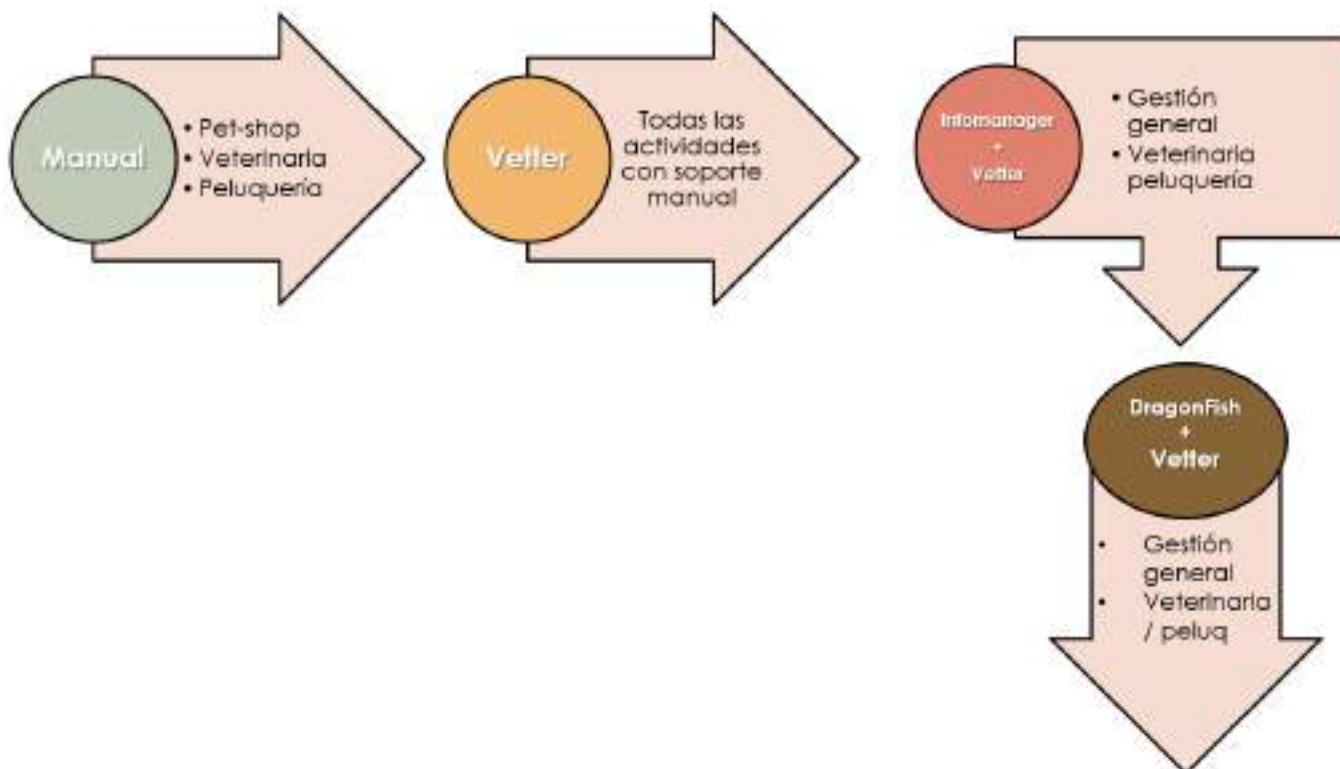 Manual
• Pet-shop
• Veterinaria
• Peluquería
Vetter
Todas las
actividades
con soporte
manual
Infomanager
+
Vetter
• Gestión
general
• Veterinaria
peluquería
DragonFish
+
Vetter
• Gestión
general
• Veterinaria
/ peluq